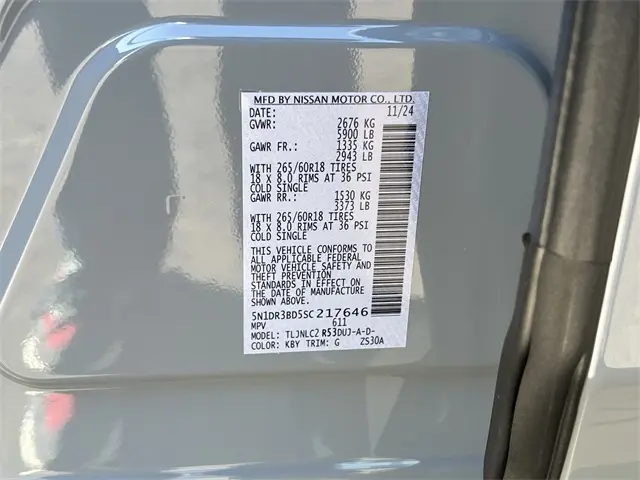 MFD BY NISSAN MOTOR CO., LTD.
DATE: 11/24
GVWR: 2676 KG
5900 LB
GAWR FR.: 1335 KG
2943 LB
WITH 265/60R18 TIRES
18 x 8.0 RIMS AT 36 PSI
COLD SINGLE
GAWR RR.: 1530 KG
3373 LB
WITH 265/60R18 TIRES
18 x 8.0 RIMS AT 36 PSI
COLD SINGLE
THIS VEHICLE CONFORMS TO
ALL APPLICABLE FEDERAL
MOTOR VEHICLE SAFETY AND
THEFT PREVENTION
STANDARDS IN EFFECT ON
THE DATE OF MANUFACTURE
SHOWN ABOVE.
5N1DR3BD5SC217646
MPV 611
MODEL: TLJNLC2 R53DUJ-A-D-
COLOR: KBY TRIM: G ZS30A